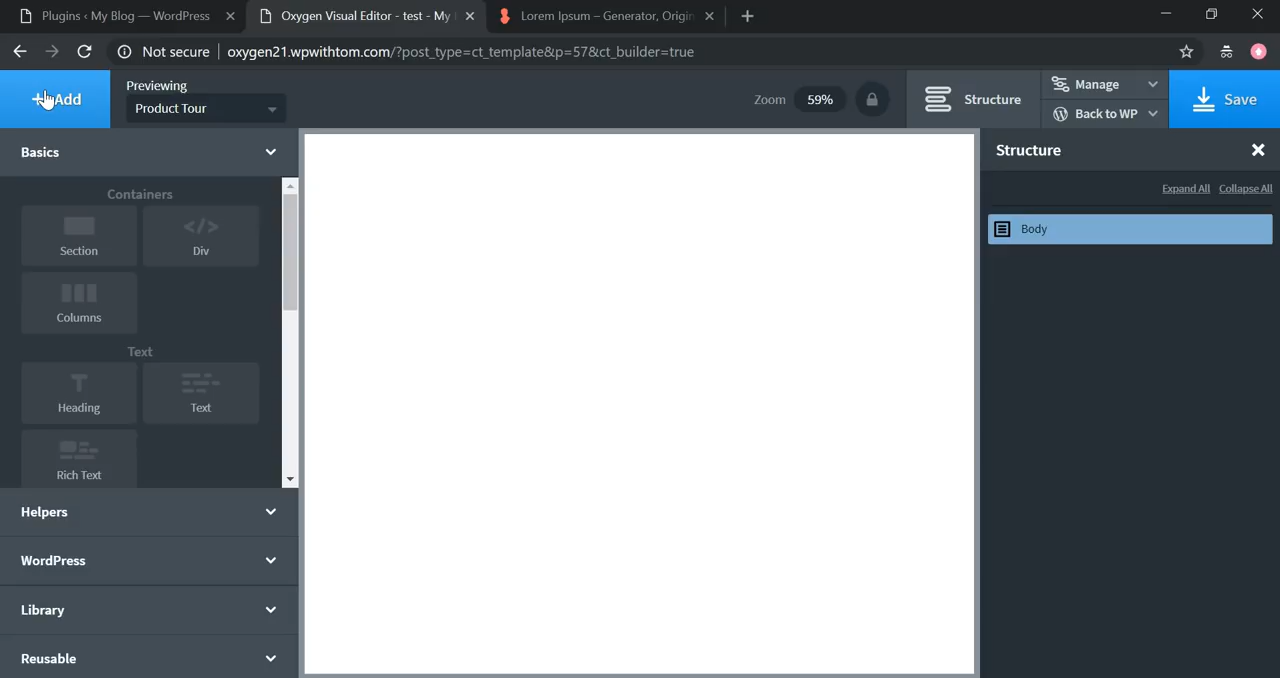 Plugins ‹ My Blog — WordPress
Oxygen Visual Editor - test - My
Lorem Ipsum – Generator, Origin
Not secure
oxygen21.wpwithtom.com/?post_type=ct_template&p=57&ct_builder=true
Add
Previewing
Product Tour
Zoom
59%
Structure
Manage
Back to WP
Save
Basics
Containers
Section
Div
Columns
Text
Heading
Text
Rich Text
Helpers
WordPress
Library
Reusable
Structure
Expand All
Collapse All
Body